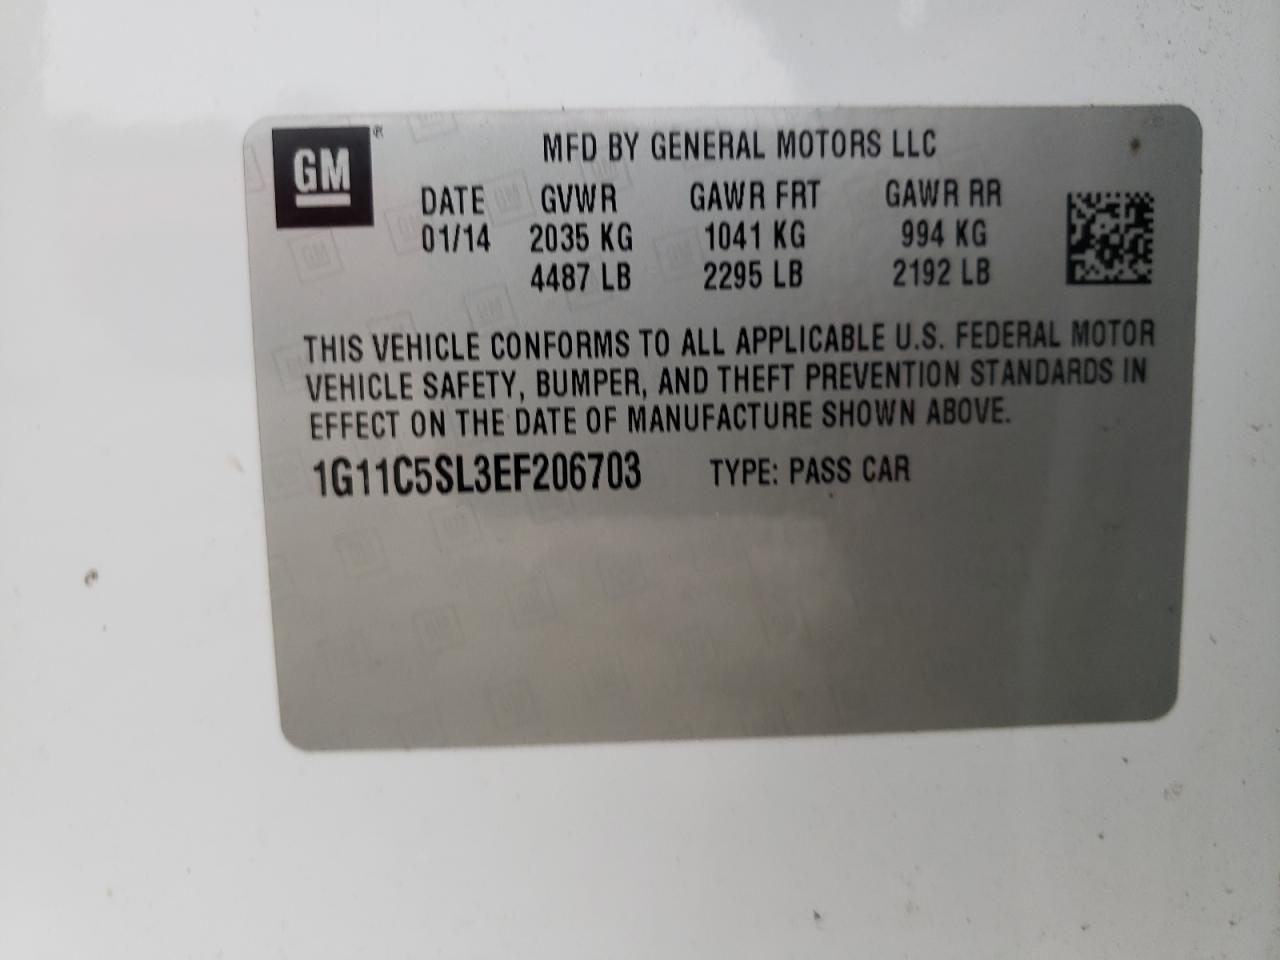 GM®
MFD BY GENERAL MOTORS LLC
DATE GVWR GAWR FRT GAWR RR
01/14 2035 KG 1041 KG 994 KG
4487 LB 2295 LB 2192 LB
THIS VEHICLE CONFORMS TO ALL APPLICABLE U.S. FEDERAL MOTOR
VEHICLE SAFETY, BUMPER, AND THEFT PREVENTION STANDARDS IN
EFFECT ON THE DATE OF MANUFACTURE SHOWN ABOVE.
1G11C5SL3EF206703 TYPE: PASS CAR